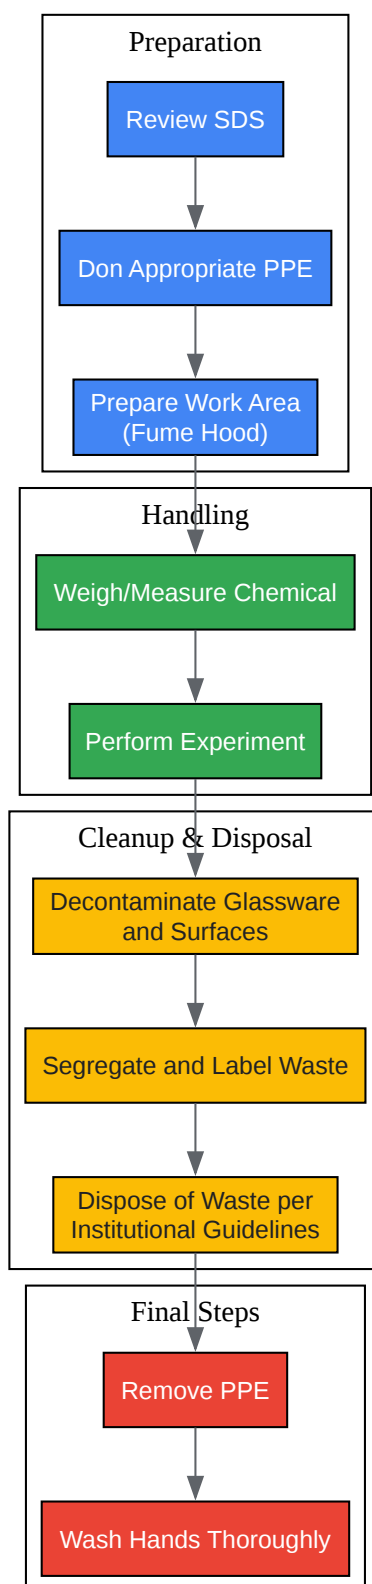 Preparation
Review SDS
Don Appropriate PPE
Prepare Work Area
(Fume Hood)
Handling
Weigh/Measure Chemical
Perform Experiment
Cleanup & Disposal
Decontaminate Glassware
and Surfaces
Segregate and Label Waste
Dispose of Waste per
Institutional Guidelines
Final Steps
Remove PPE
Wash Hands Thoroughly